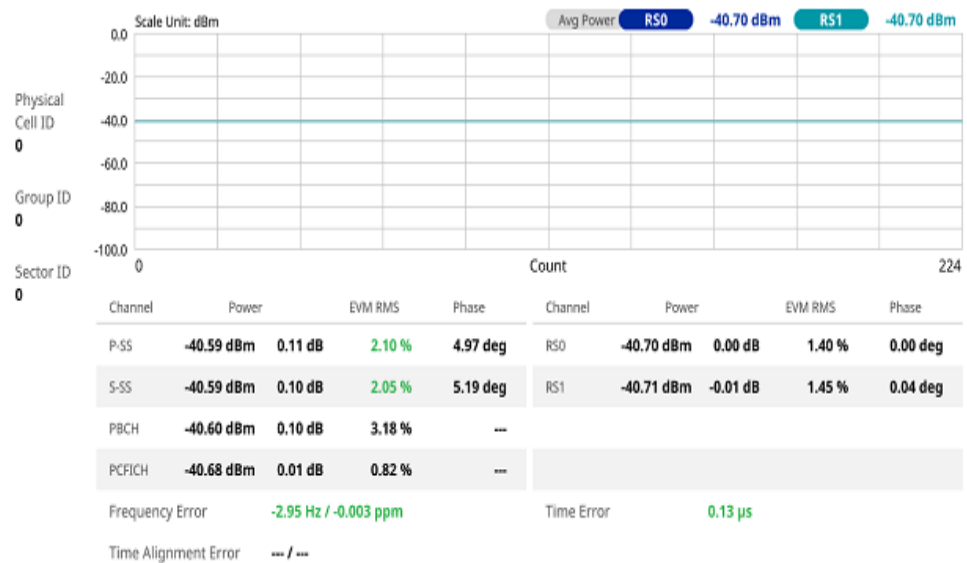 Scale Unit: dBm
Avg Power RS0 -40.70 dBm RS1 -40.70 dBm
0.0
-20.0
-40.0
-60.0
-80.0
-100.0
0 Count 224
Physical
Cell ID
0
Group ID
0
Sector ID
0
Channel Power EVM RMS Phase Channel Power EVM RMS Phase
P-SS -40.59 dBm 0.11 dB 2.10 % 4.97 deg RS0 -40.70 dBm 0.00 dB 1.40 % 0.00 deg
S-SS -40.59 dBm 0.10 dB 2.05 % 5.19 deg RS1 -40.71 dBm -0.01 dB 1.45 % 0.04 deg
PBCH -40.60 dBm 0.10 dB 3.18 % ---
PCFICH -40.68 dBm 0.01 dB 0.82 % ---
Frequency Error -2.95 Hz / -0.003 ppm Time Error 0.13 µs
Time Alignment Error --- / ---